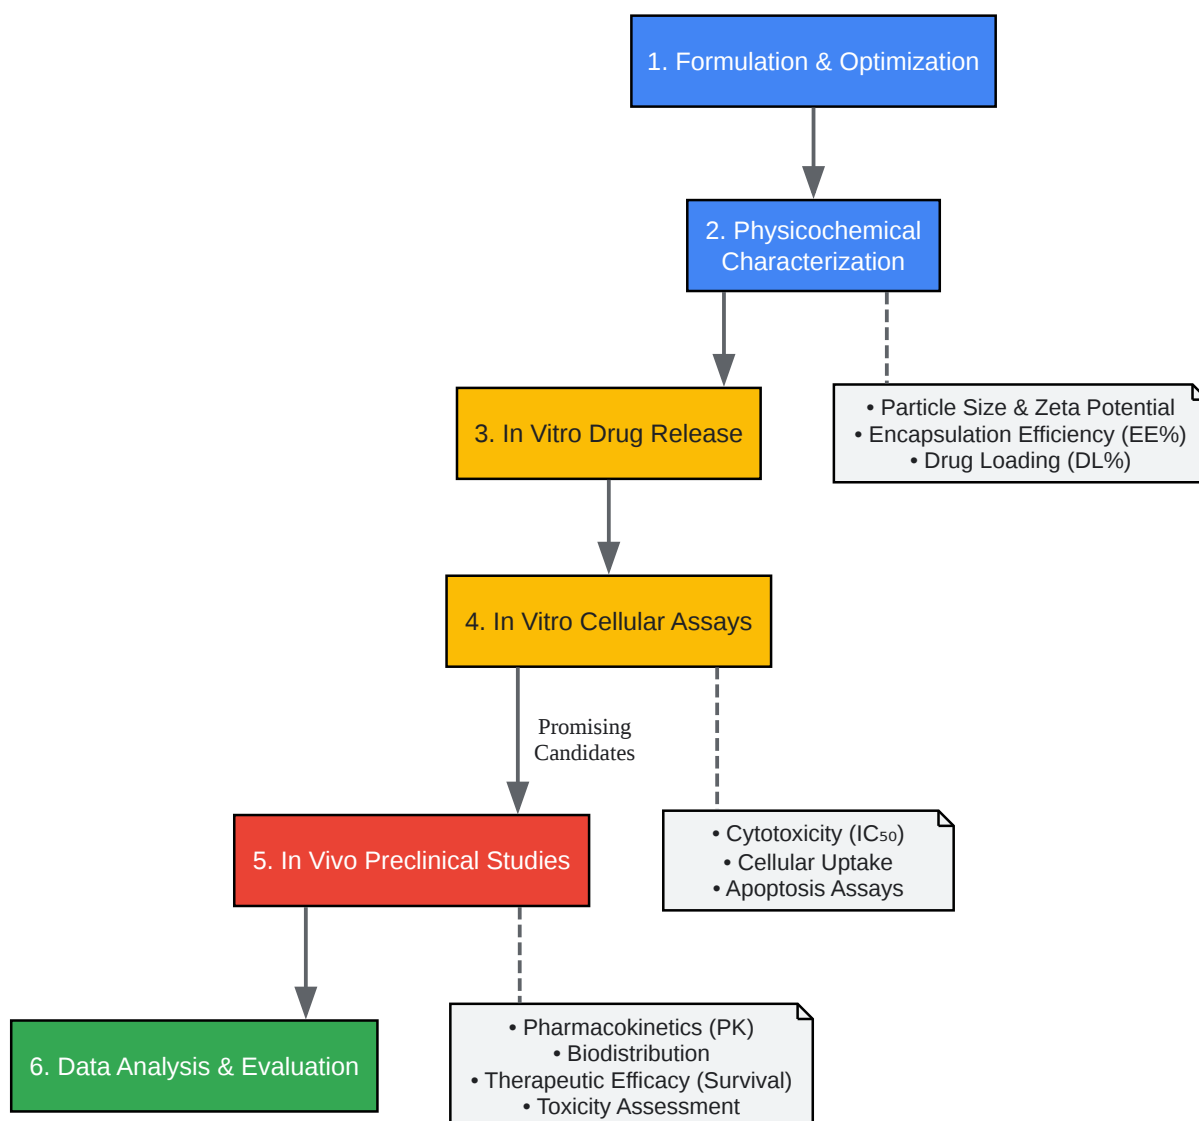 1. Formulation & Optimization
2. Physicochemical
Characterization
3. In Vitro Drug Release
• Particle Size & Zeta Potential
• Encapsulation Efficiency (EE%)
• Drug Loading (DL%)
4. In Vitro Cellular Assays
Promising
Candidates
5. In Vivo Preclinical Studies
• Cytotoxicity (IC₅₀)
• Cellular Uptake
• Apoptosis Assays
6. Data Analysis & Evaluation
• Pharmacokinetics (PK)
• Biodistribution
• Therapeutic Efficacy (Survival)
• Toxicity Assessment